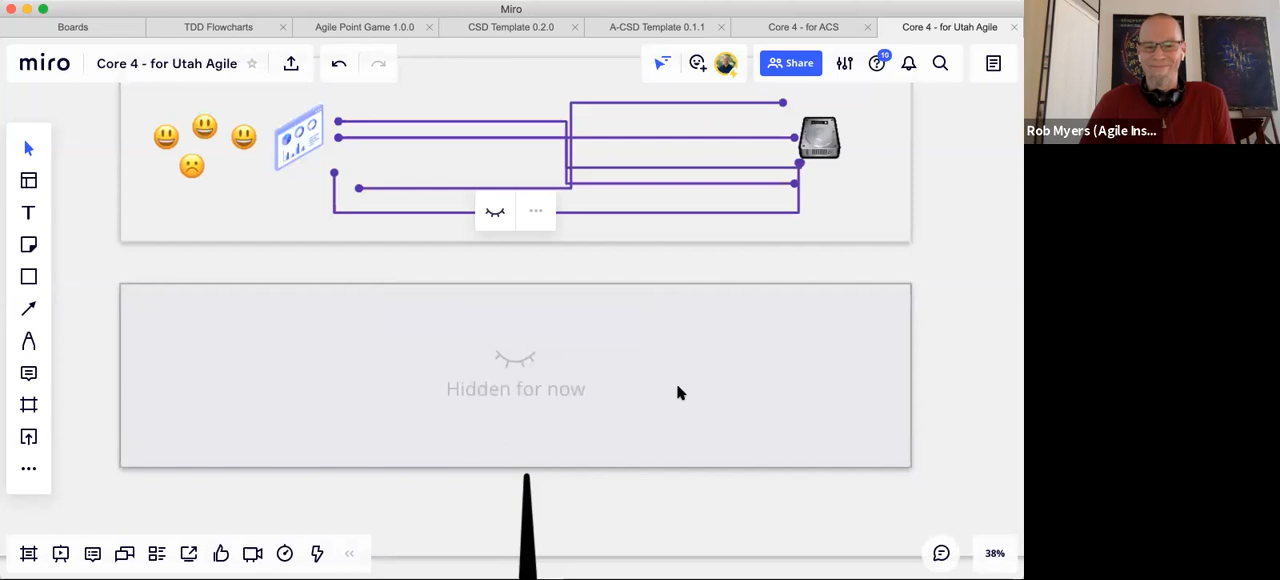 Miro
Boards
TDD Flowcharts
Agile Point Game 1.0.0
CSD Template 0.2.0
A-CSD Template 0.1.1
Core 4 - for ACS
Core 4 - for Utah Agile
miro
Core 4 - for Utah Agile
Share
10
Rob Myers (Agile Ins...
Hidden for now
38%